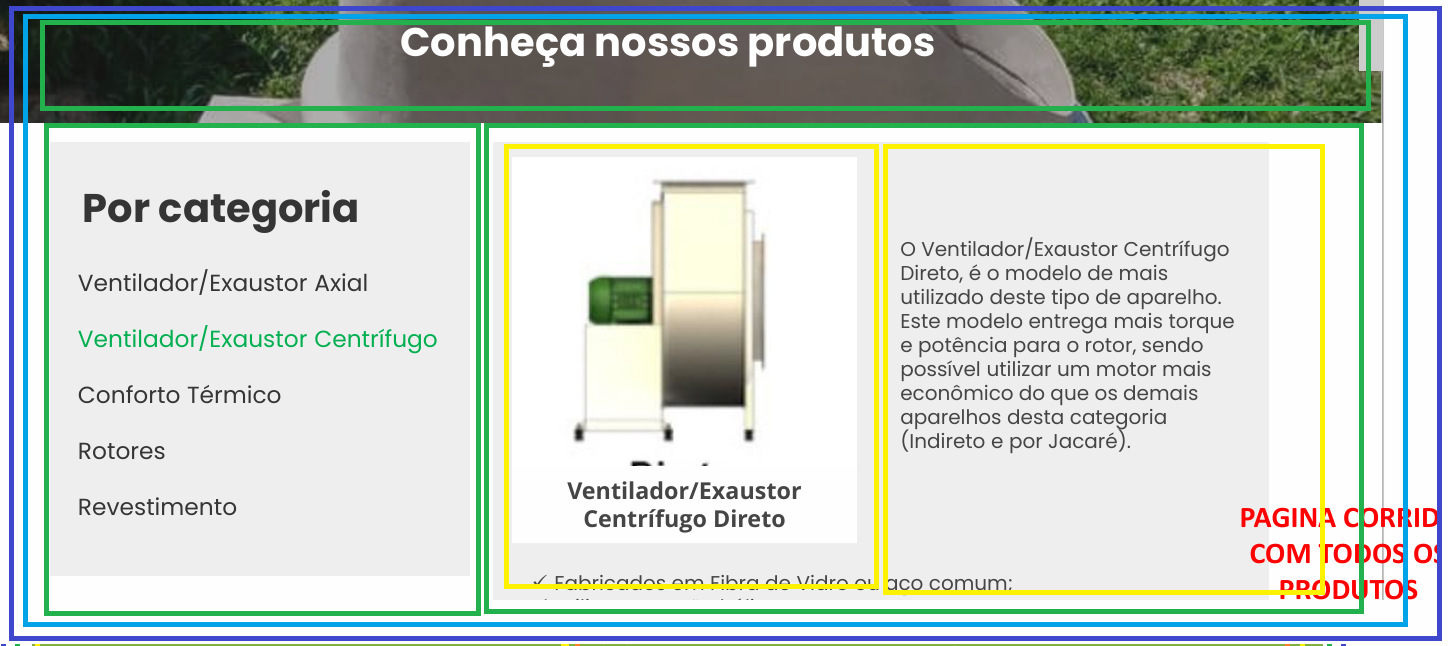 Conheça nossos produtos
Por categoria
Ventilador/Exaustor Axial
Ventilador/Exaustor Centrífugo
Conforto Térmico
Rotores
Revestimento
Ventilador/Exaustor
Centrífugo Direto
O Ventilador/Exaustor Centrífugo
Direto, é o modelo de mais
utilizado deste tipo de aparelho.
Este modelo entrega mais torque
e potência para o rotor, sendo
possível utilizar um motor mais
econômico do que os demais
aparelhos desta categoria
(Indireto e por Jacaré).
✓ Fabricados em Fibra de Vidro ou aço comum;
PAGINA CORRID
COM TODOS OS
PRODUTOS